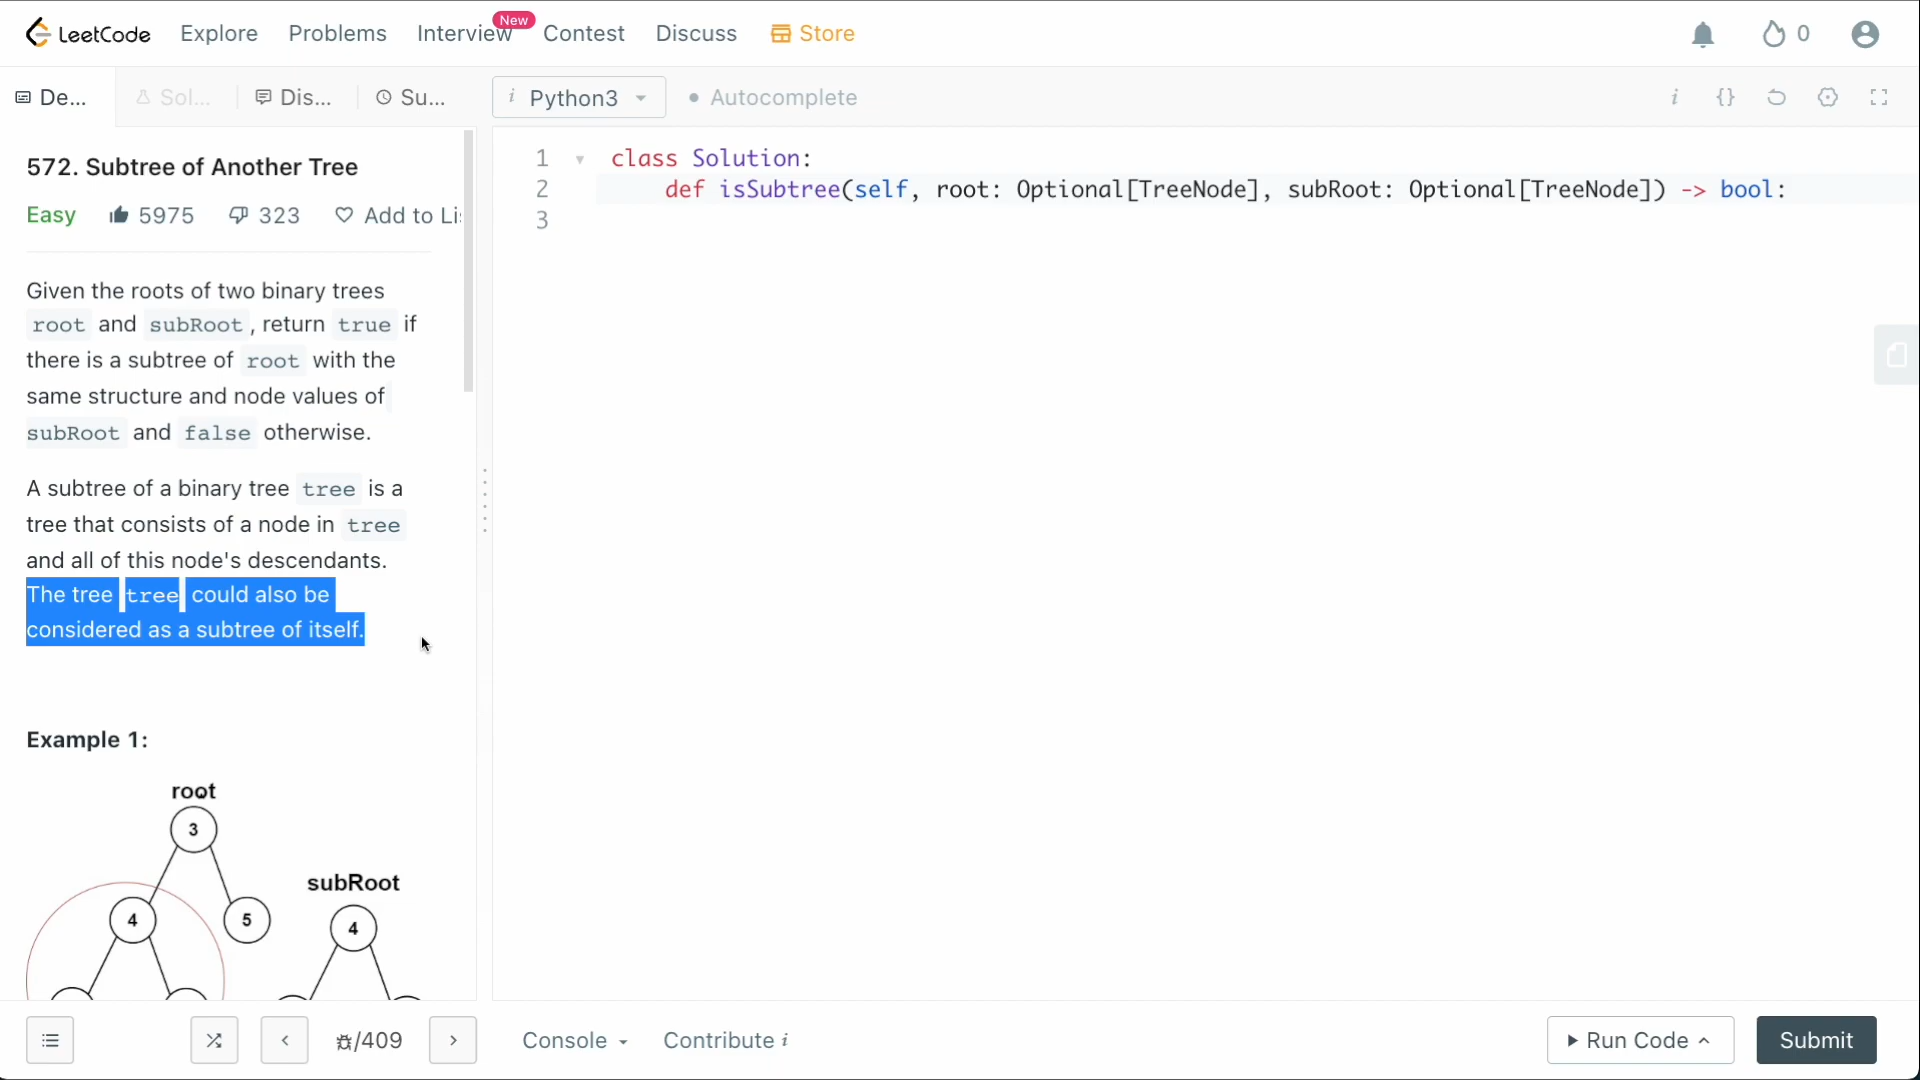 LeetCode Explore Problems Interview New Contest Discuss Store 0
De... Sol... Dis... Su... i Python3 Autocomplete i {}
572. Subtree of Another Tree
Easy 5975 323 Add to Li
Given the roots of two binary trees
root and subRoot, return true if
there is a subtree of root with the
same structure and node values of
subRoot and false otherwise.
A subtree of a binary tree tree is a
tree that consists of a node in tree
and all of this node's descendants.
The tree tree could also be
considered as a subtree of itself.
Example 1:
root
3
4
5
subRoot
4
1 class Solution:
2 def isSubtree(self, root: Optional[TreeNode], subRoot: Optional[TreeNode]) -> bool:
3
/409 Console Contribute i Run Code Submit